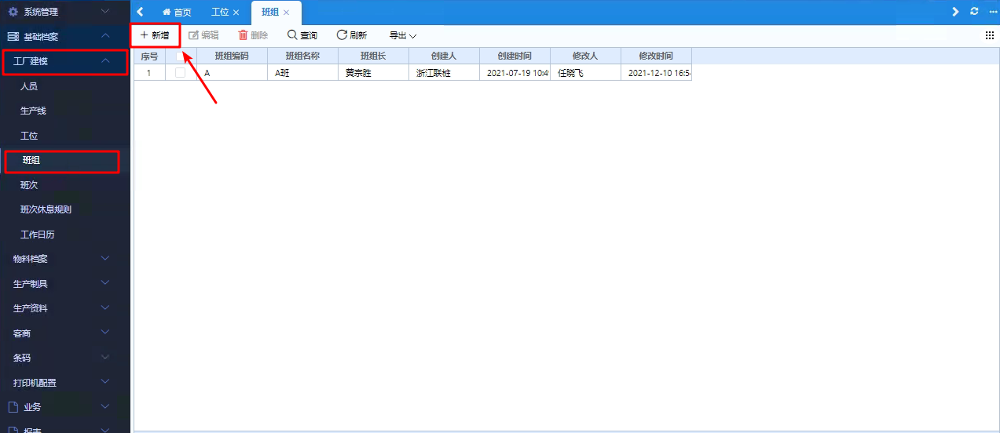 系统管理
基础档案
工厂建模
人员
生产线
工位
班组
班次
班次休息规则
工作日历
物料档案
生产制具
生产资料
客商
条码
打印机配置
业务
报表
首页 工位 班组
新增 编辑 删除 查询 刷新 导出
序号 班组编码 班组名称 班组长 创建人 创建时间 修改人 修改时间
1 A A班 黄宗胜 浙江联桩 2021-07-19 10:4 任晓飞 2021-12-10 16:5